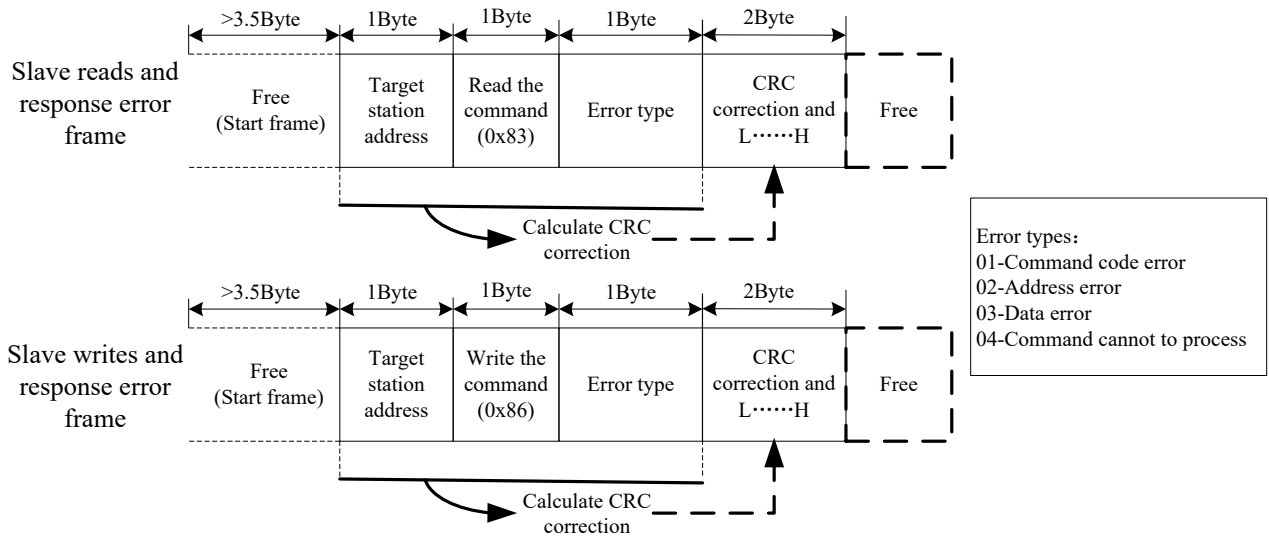 >3.5Byte
1Byte
1Byte
1Byte
2Byte
Slave reads and
response error
frame
Free
(Start frame)
Target
station
address
Read the
command
(0x83)
Error type
CRC
correction and
L······H
Free
Calculate CRC
correction
>3.5Byte
1Byte
1Byte
1Byte
2Byte
Slave writes and
response error
frame
Free
(Start frame)
Target
station
address
Write the
command
(0x86)
Error type
CRC
correction and
L······H
Free
Calculate CRC
correction
Error types：
01-Command code error
02-Address error
03-Data error
04-Command cannot to process